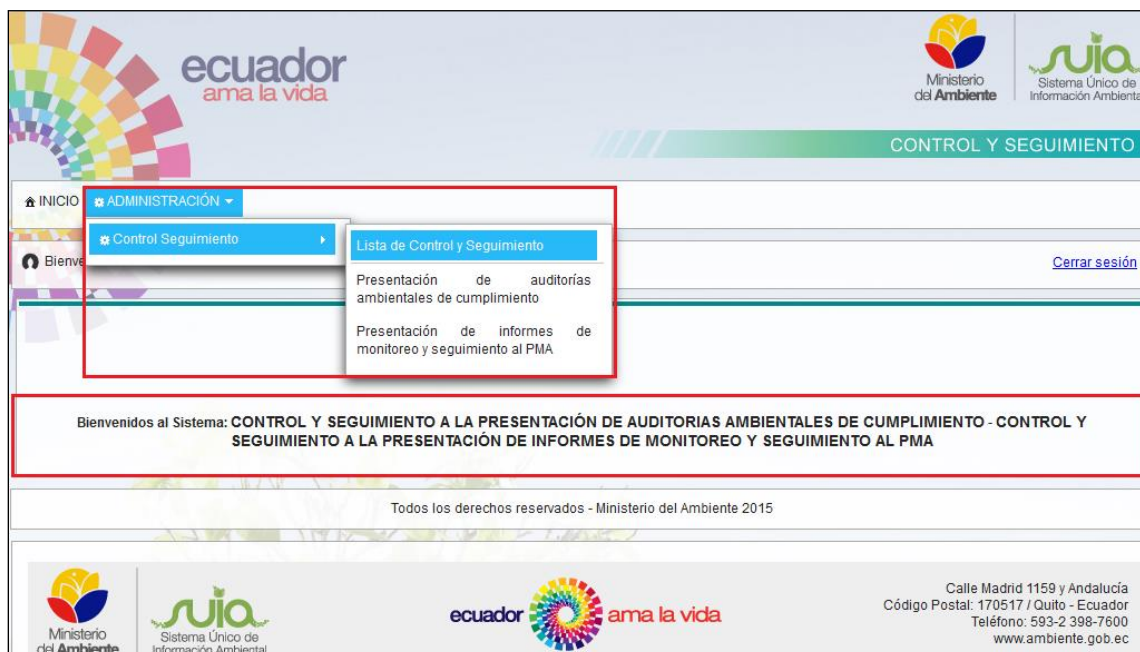 ecuador
ama la vida
Ministerio
del Ambiente
suia
Sistema Único de
Información Ambiental
CONTROL Y SEGUIMIENTO
INICIO
ADMINISTRACIÓN
Control Seguimiento
Lista de Control y Seguimiento
Presentación de auditorías
ambientales de cumplimiento
Presentación de informes de
monitoreo y seguimiento al PMA
Cerrar sesión
Bienvenidos al Sistema: CONTROL Y SEGUIMIENTO A LA PRESENTACIÓN DE AUDITORIAS AMBIENTALES DE CUMPLIMIENTO - CONTROL Y
SEGUIMIENTO A LA PRESENTACIÓN DE INFORMES DE MONITOREO Y SEGUIMIENTO AL PMA
Todos los derechos reservados - Ministerio del Ambiente 2015
Ministerio
del Ambiente
suia
Sistema Único de
Información Ambiental
ecuador ama la vida
Calle Madrid 1159 y Andalucía
Código Postal: 170517 / Quito - Ecuador
Teléfono: 593-2 398-7600
www.ambiente.gob.ec